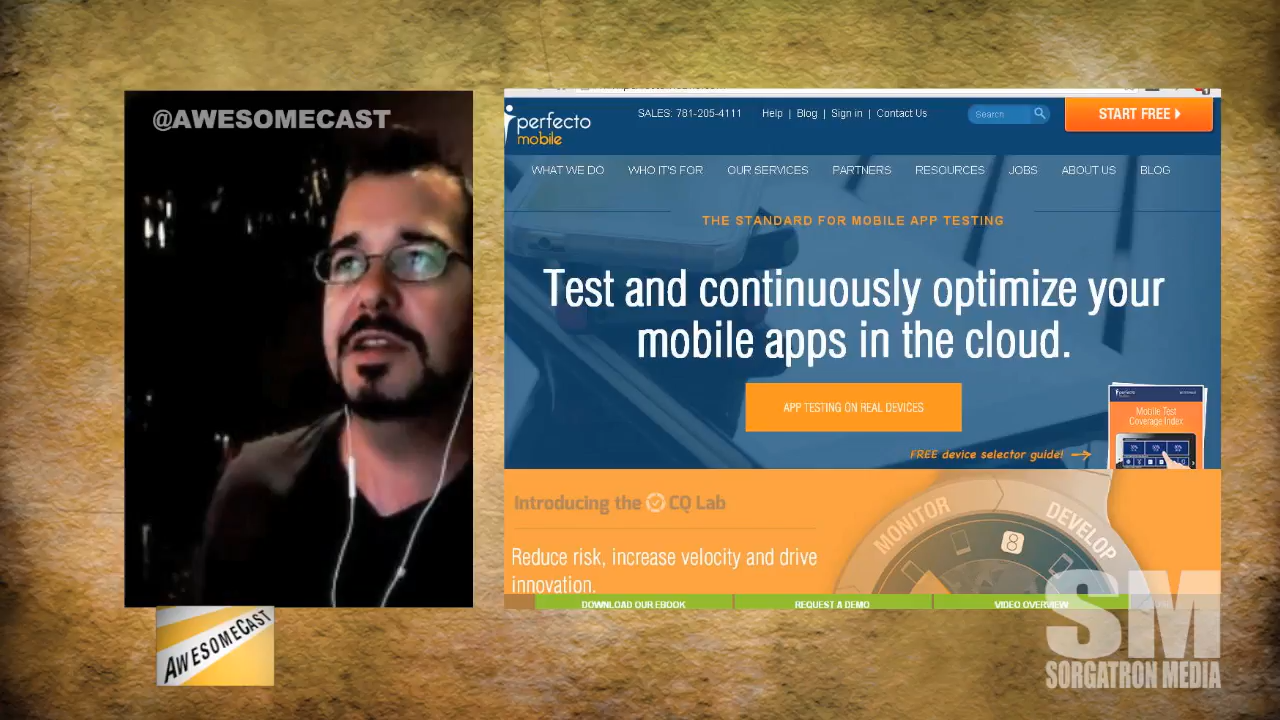 @AWESOMECAST
perfecto
mobile
SALES: 781-205-4111
Help | Blog | Sign in | Contact Us
Search
START FREE
WHAT WE DO
WHO IT'S FOR
OUR SERVICES
PARTNERS
RESOURCES
JOBS
ABOUT US
BLOG
THE STANDARD FOR MOBILE APP TESTING
Test and continuously optimize your
mobile apps in the cloud.
APP TESTING ON REAL DEVICES
FREE device selector guide!
perfecto
Mobile Test
Coverage Index
Introducing the CQ Lab
Reduce risk, increase velocity and drive
innovation.
MONITOR
DEVELOP
8
DOWNLOAD OUR EBOOK
REQUEST A DEMO
VIDEO OVERVIEW
AWESOMECAST
SM
SORGATRON MEDIA